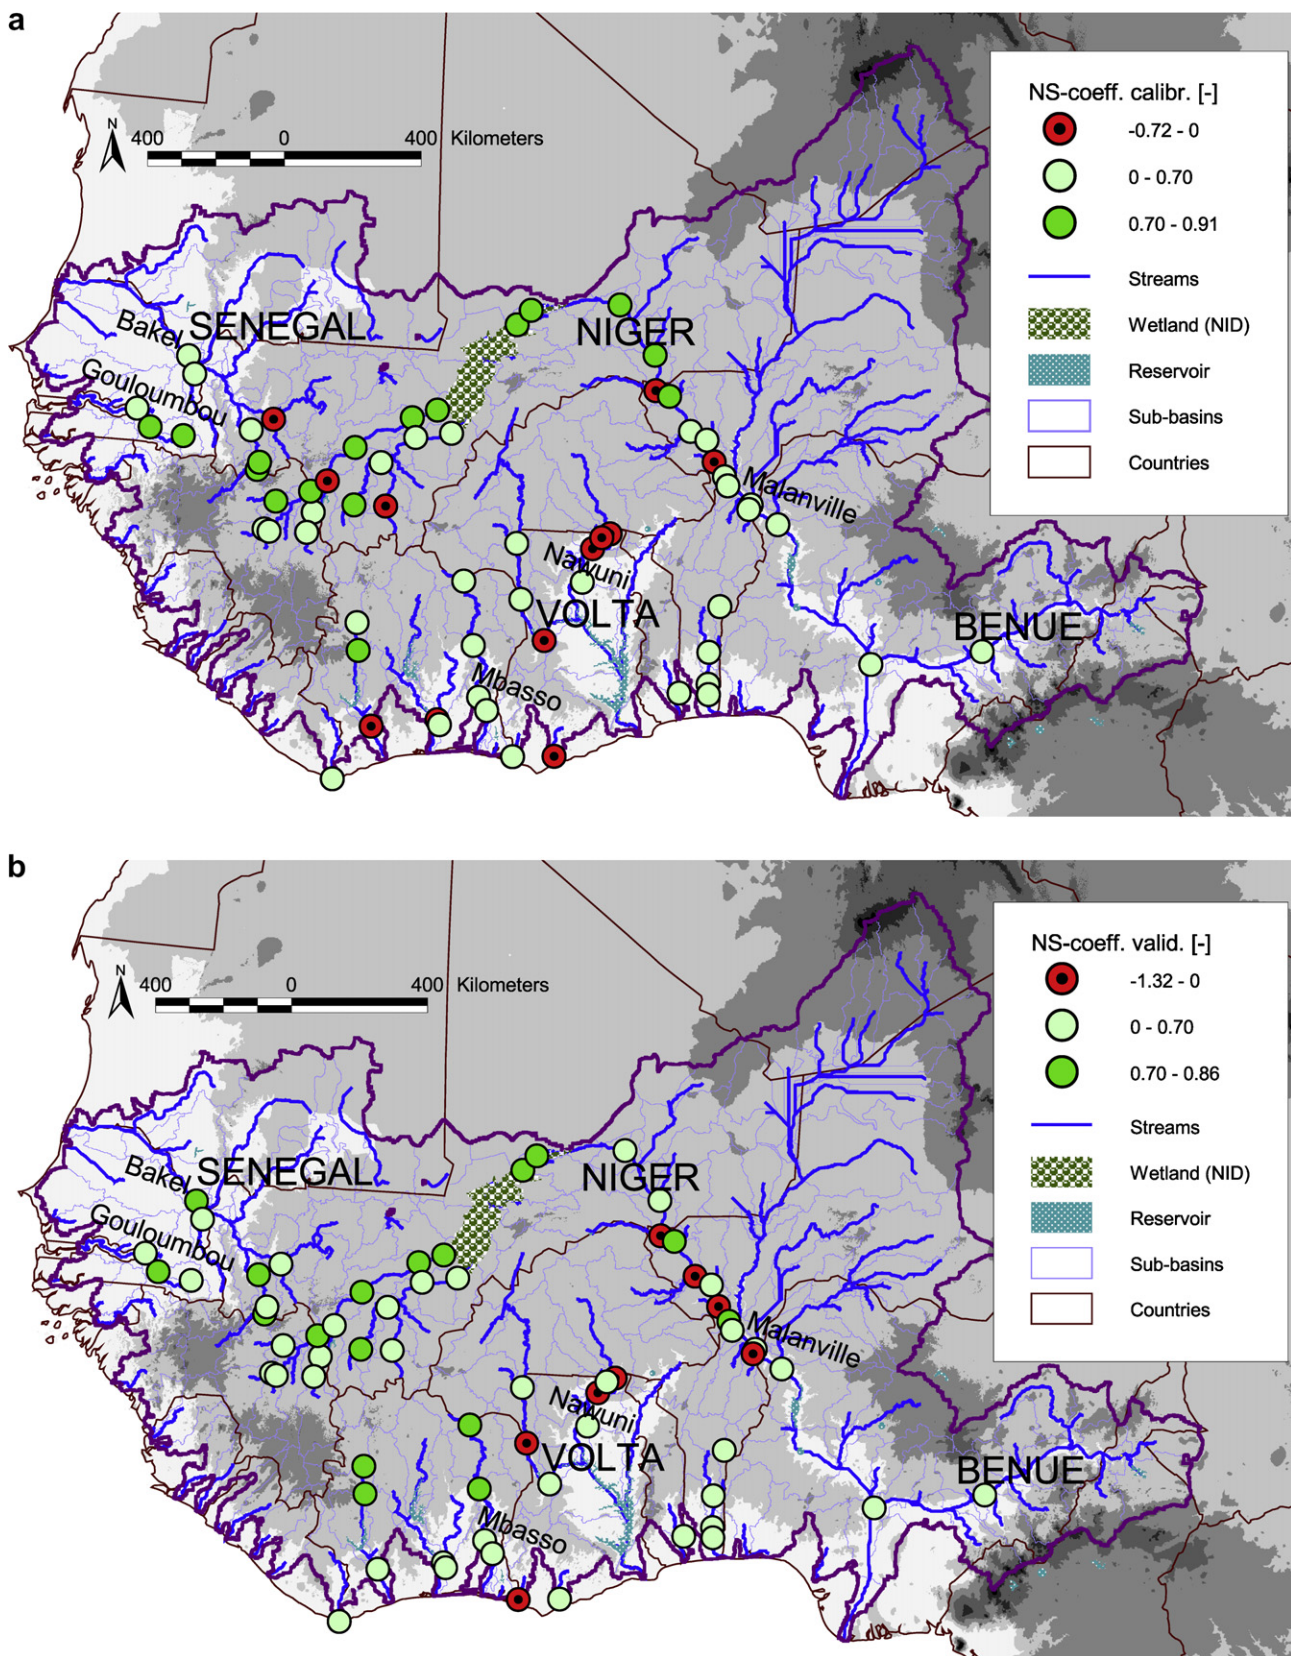 a
NS-coeff. calibr. [-]
-0.72 - 0
0 - 0.70
0.70 - 0.91
Streams
Wetland (NID)
Reservoir
Sub-basins
Countries
N
400 0 400 Kilometers
SENEGAL
Bakel
Gouloumbou
NIGER
Malanville
Nawuni
VOLTA
BENUE
Mbasso
b
NS-coeff. valid. [-]
-1.32 - 0
0 - 0.70
0.70 - 0.86
Streams
Wetland (NID)
Reservoir
Sub-basins
Countries
N
400 0 400 Kilometers
SENEGAL
Bakel
Gouloumbou
NIGER
Malanville
Nawuni
VOLTA
BENUE
Mbasso